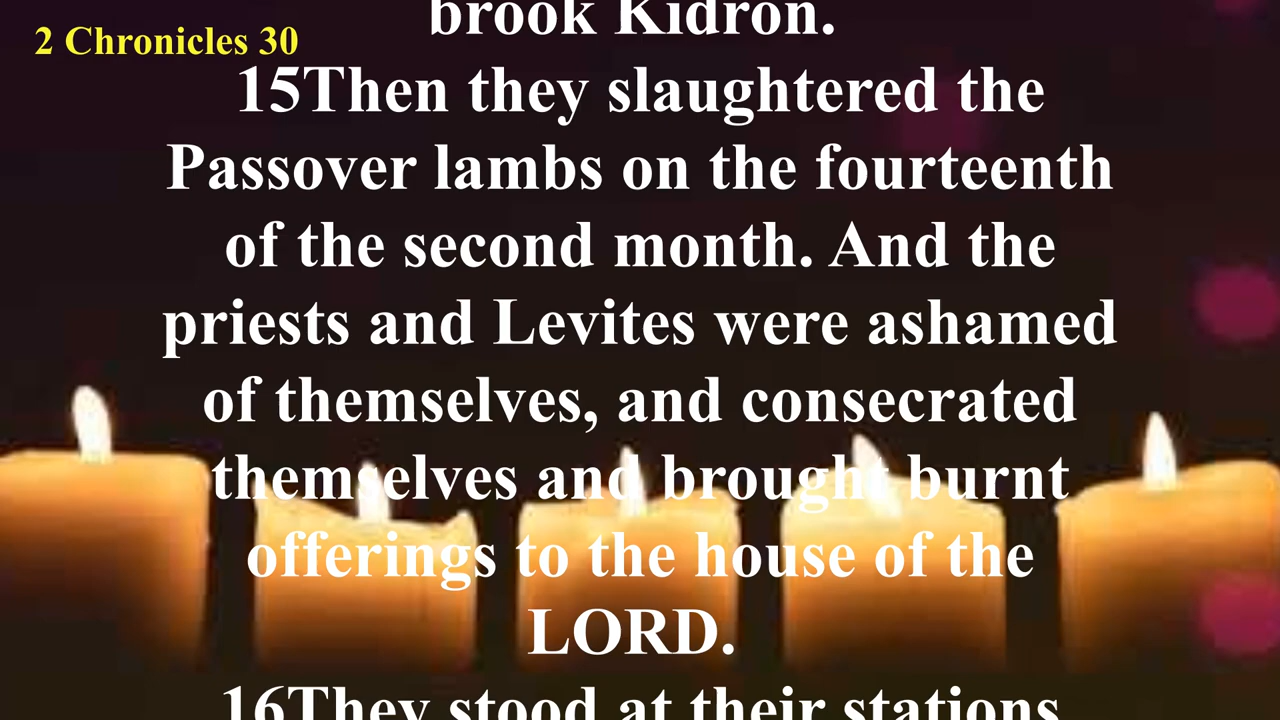 2 Chronicles 30
brook Kidron.
15Then they slaughtered the
Passover lambs on the fourteenth
of the second month. And the
priests and Levites were ashamed
of themselves, and consecrated
themselves and brought burnt
offerings to the house of the
LORD.
16They stood at their stations